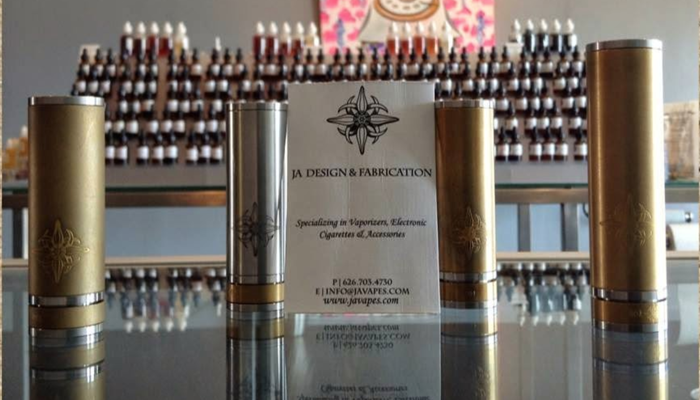 JA DESIGN & FABRICATION
Specializing in Vaporizers, Electronic
Cigarettes & Accessories
P | 626.705.4730
E | INFO@JAVAPES.COM
www.javapes.com